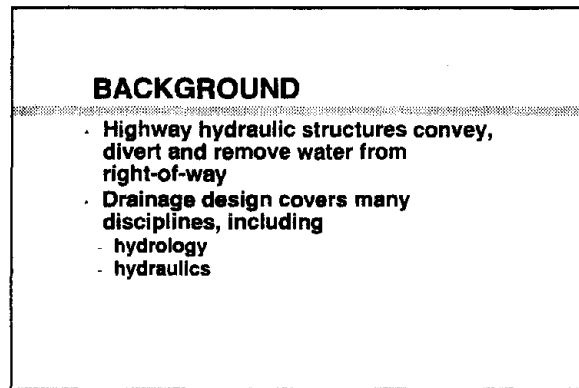 BACKGROUND
· Highway hydraulic structures convey,
divert and remove water from
right-of-way
· Drainage design covers many
disciplines, including
- hydrology
- hydraulics